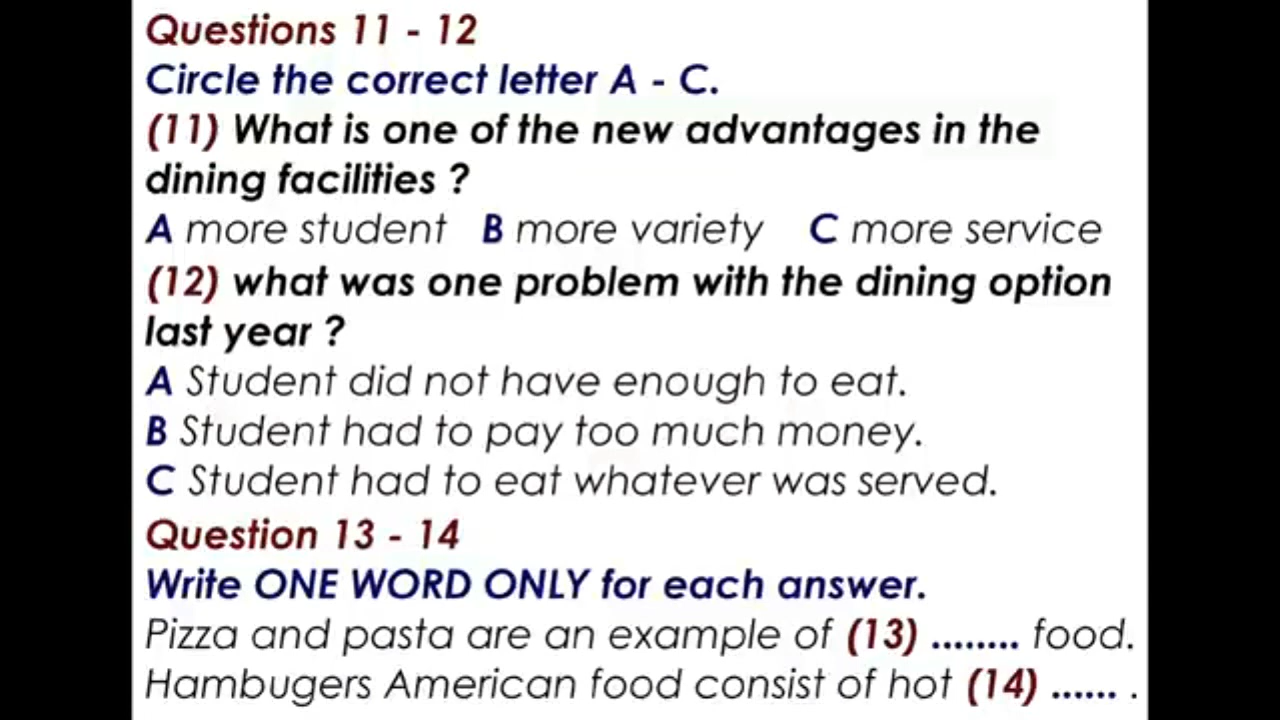 Questions 11 - 12
Circle the correct letter A - C.
(11) What is one of the new advantages in the
dining facilities ?
A more student B more variety C more service
(12) what was one problem with the dining option
last year ?
A Student did not have enough to eat.
B Student had to pay too much money.
C Student had to eat whatever was served.
Question 13 - 14
Write ONE WORD ONLY for each answer.
Pizza and pasta are an example of (13) ........ food.
Hambugers American food consist of hot (14) ...... .